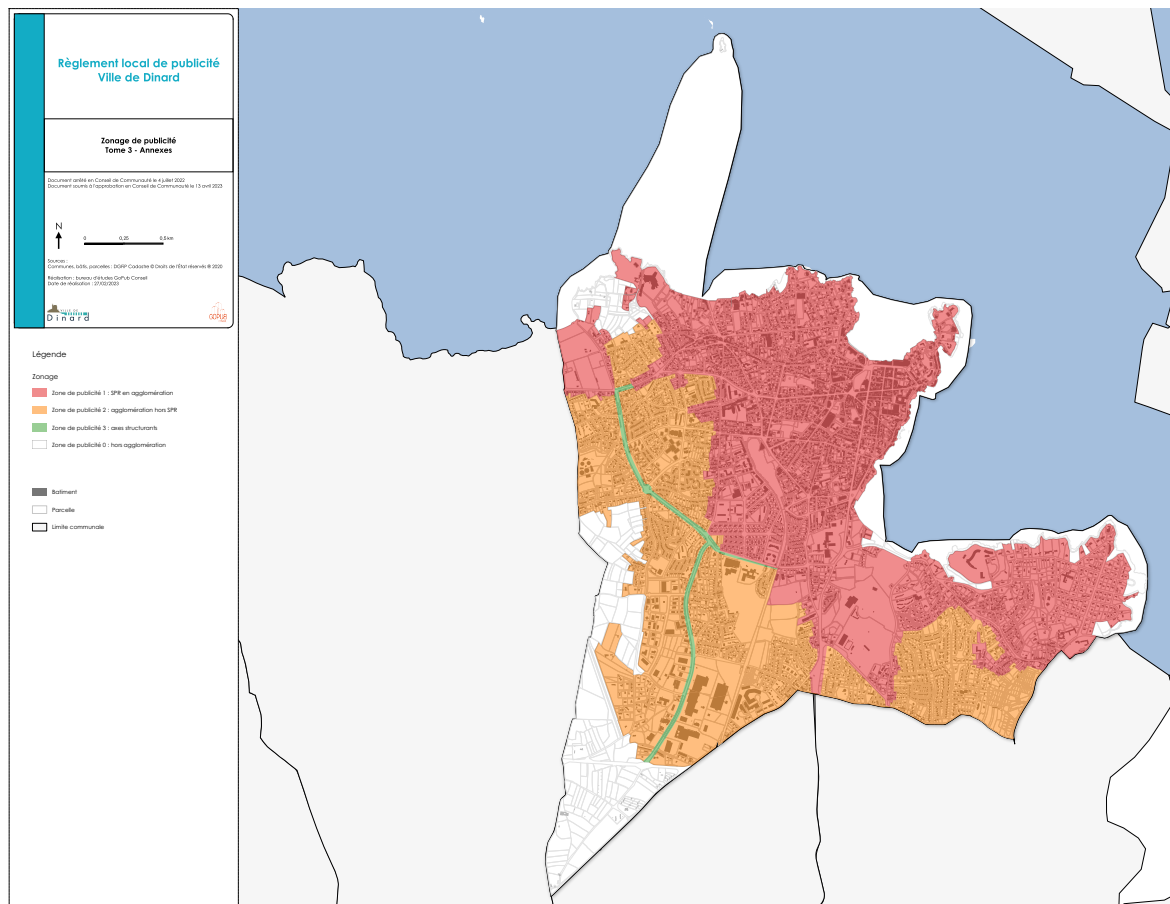 Règlement local de publicité
Ville de Dinard
Zonage de publicité
Tome 3 - Annexes
Document arrêté en Conseil de Communauté le 4 juillet 2022
Document soumis à l'approbation en Conseil de Communauté le 13 avril 2023
N
0 0,25 0,5 km
Sources :
Communes, bâtis, parcelles : DGFIP Cadastre © Droits de l'État réservés ® 2020
Réalisation : bureau d'études GoPub Conseil
Date de réalisation : 27/02/2023
Dinard
GOPUB
Légende
Zonage
Zone de publicité 1 : SPR en agglomération
Zone de publicité 2 : agglomération hors SPR
Zone de publicité 3 : axes structurants
Zone de publicité 0 : hors agglomération
Batiment
Parcelle
Limite communale